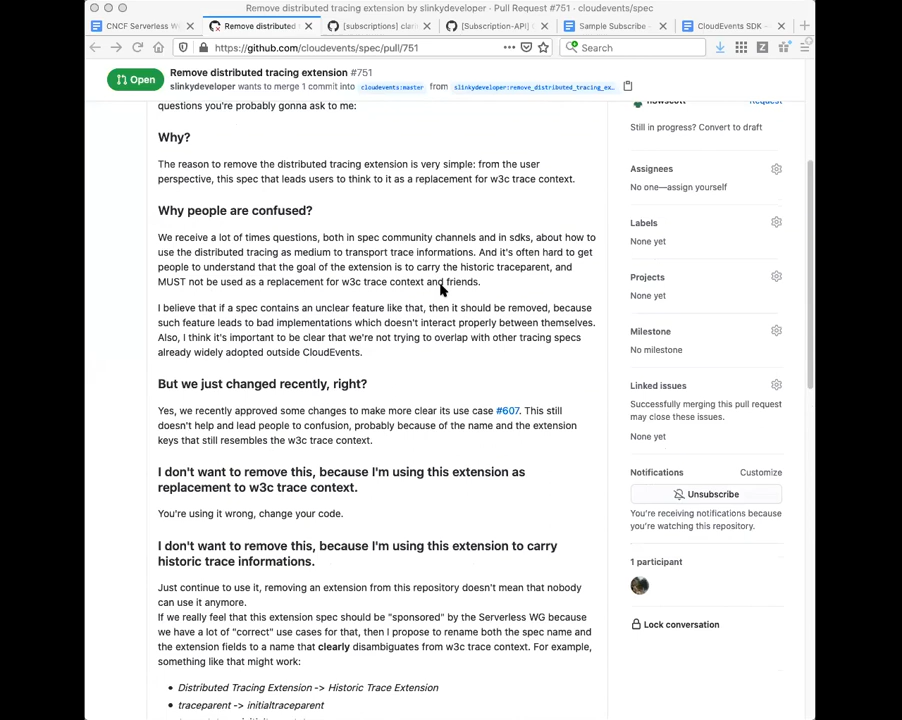 Remove distributed tracing extension by slinkydeveloper · Pull Request #751 · cloudevents/spec
CNCF Serverless W
Remove distributed t
[subscriptions] clari
[Subscription-API]
Sample Subscribe -
CloudEvents SDK -
https://github.com/cloudevents/spec/pull/751
Search
Open
Remove distributed tracing extension #751
slinkydeveloper wants to merge 1 commit into cloudevents:master from slinkydeveloper:remove_distributed_tracing_ex…
questions you're probably gonna ask to me:
Why?
The reason to remove the distributed tracing extension is very simple: from the user
perspective, this spec that leads users to think to it as a replacement for w3c trace context.
Why people are confused?
We receive a lot of times questions, both in spec community channels and in sdks, about how to
use the distributed tracing as medium to transport trace informations. And it's often hard to get
people to understand that the goal of the extension is to carry the historic traceparent, and
MUST not be used as a replacement for w3c trace context and friends.
I believe that if a spec contains an unclear feature like that, then it should be removed, because
such feature leads to bad implementations which doesn't interact properly between themselves.
Also, I think it's important to be clear that we're not trying to overlap with other tracing specs
already widely adopted outside CloudEvents.
But we just changed recently, right?
Yes, we recently approved some changes to make more clear its use case #607. This still
doesn't help and lead people to confusion, probably because of the name and the extension
keys that still resembles the w3c trace context.
I don't want to remove this, because I'm using this extension as
replacement to w3c trace context.
You're using it wrong, change your code.
I don't want to remove this, because I'm using this extension to carry
historic trace informations.
Just continue to use it, removing an extension from this repository doesn't mean that nobody
can use it anymore.
If we really feel that this extension spec should be "sponsored" by the Serverless WG because
we have a lot of "correct" use cases for that, then I propose to rename both the spec name and
the extension fields to a name that clearly disambiguates from w3c trace context. For example,
something like that might work:
• Distributed Tracing Extension -> Historic Trace Extension
• traceparent -> initialtraceparent
Request
Still in progress? Convert to draft
Assignees
No one—assign yourself
Labels
None yet
Projects
None yet
Milestone
No milestone
Linked issues
Successfully merging this pull request
may close these issues.
None yet
Notifications
Customize
Unsubscribe
You're receiving notifications because
you're watching this repository.
1 participant
Lock conversation